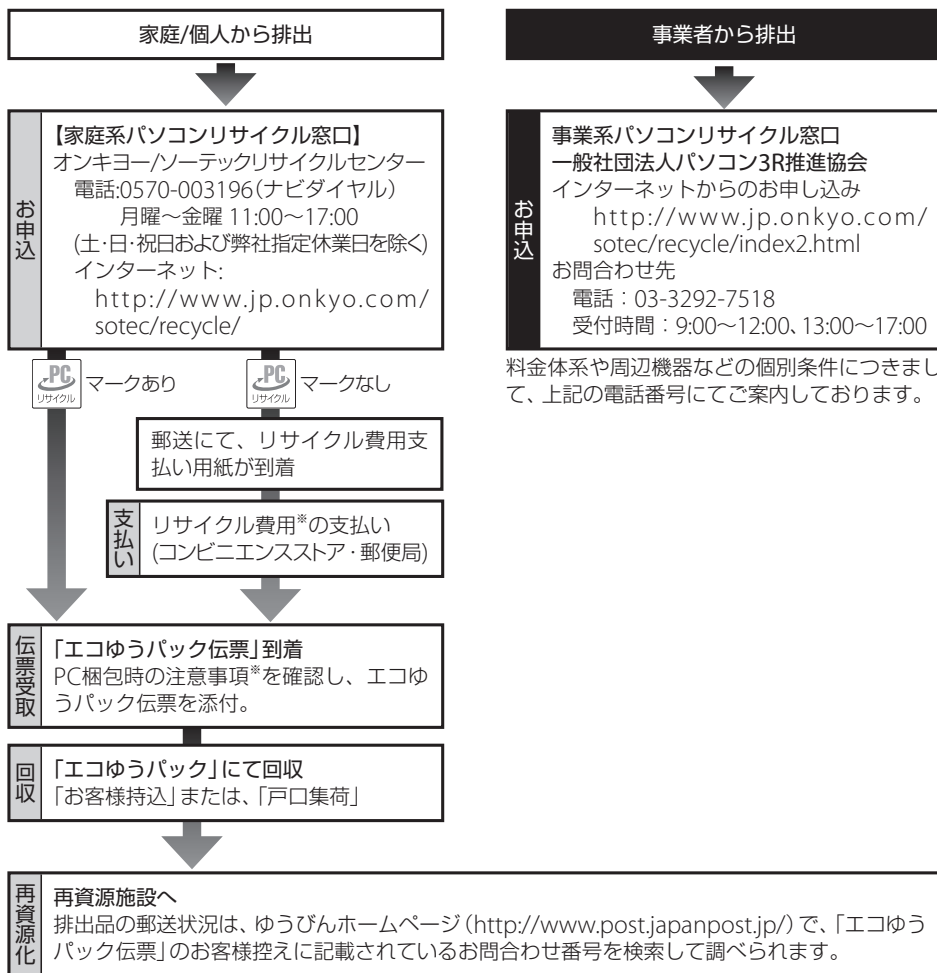 家庭/個人から排出
お申込
【家庭系パソコンリサイクル窓口】
オンキヨー/ソーテックリサイクルセンター
電話:0570-003196(ナビダイヤル)
月曜～金曜 11:00～17:00
(土・日・祝日および弊社指定休業日を除く)
インターネット:
http://www.jp.onkyo.com/
sotec/recycle/
PC
リサイクル
マークあり
PC
リサイクル
マークなし
郵送にて、リサイクル費用支
払い用紙が到着
支払い
リサイクル費用※の支払い
(コンビニエンスストア・郵便局)
伝票受取
「エコゆうパック伝票」到着
PC梱包時の注意事項※を確認し、エコゆ
うパック伝票を添付。
回収
「エコゆうパック」にて回収
「お客様持込」または、「戸口集荷」
事業者から排出
お申込
事業系パソコンリサイクル窓口
一般社団法人パソコン3R推進協会
インターネットからのお申し込み
http://www.jp.onkyo.com/
sotec/recycle/index2.html
お問合わせ先
電話：03-3292-7518
受付時間：9:00～12:00、13:00～17:00
料金体系や周辺機器などの個別条件につきまし
て、上記の電話番号にてご案内しております。
再資源化
再資源施設へ
排出品の郵送状況は、ゆうびんホームページ(http://www.post.japanpost.jp/)で、「エコゆう
パック伝票」のお客様控えに記載されているお問合わせ番号を検索して調べられます。